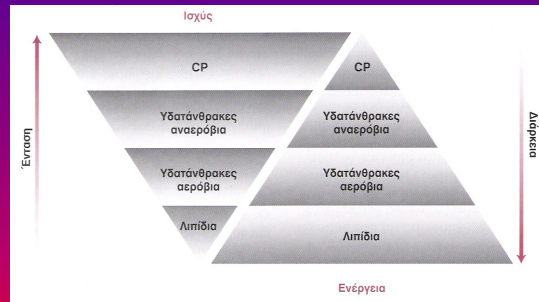 Ισχύς
Ένταση
CP
Υδατάνθρακες
αναερόβια
Υδατάνθρακες
αερόβια
Λιπίδια
CP
Υδατάνθρακες
αναερόβια
Υδατάνθρακες
αερόβια
Λιπίδια
Διάρκεια
Ενέργεια